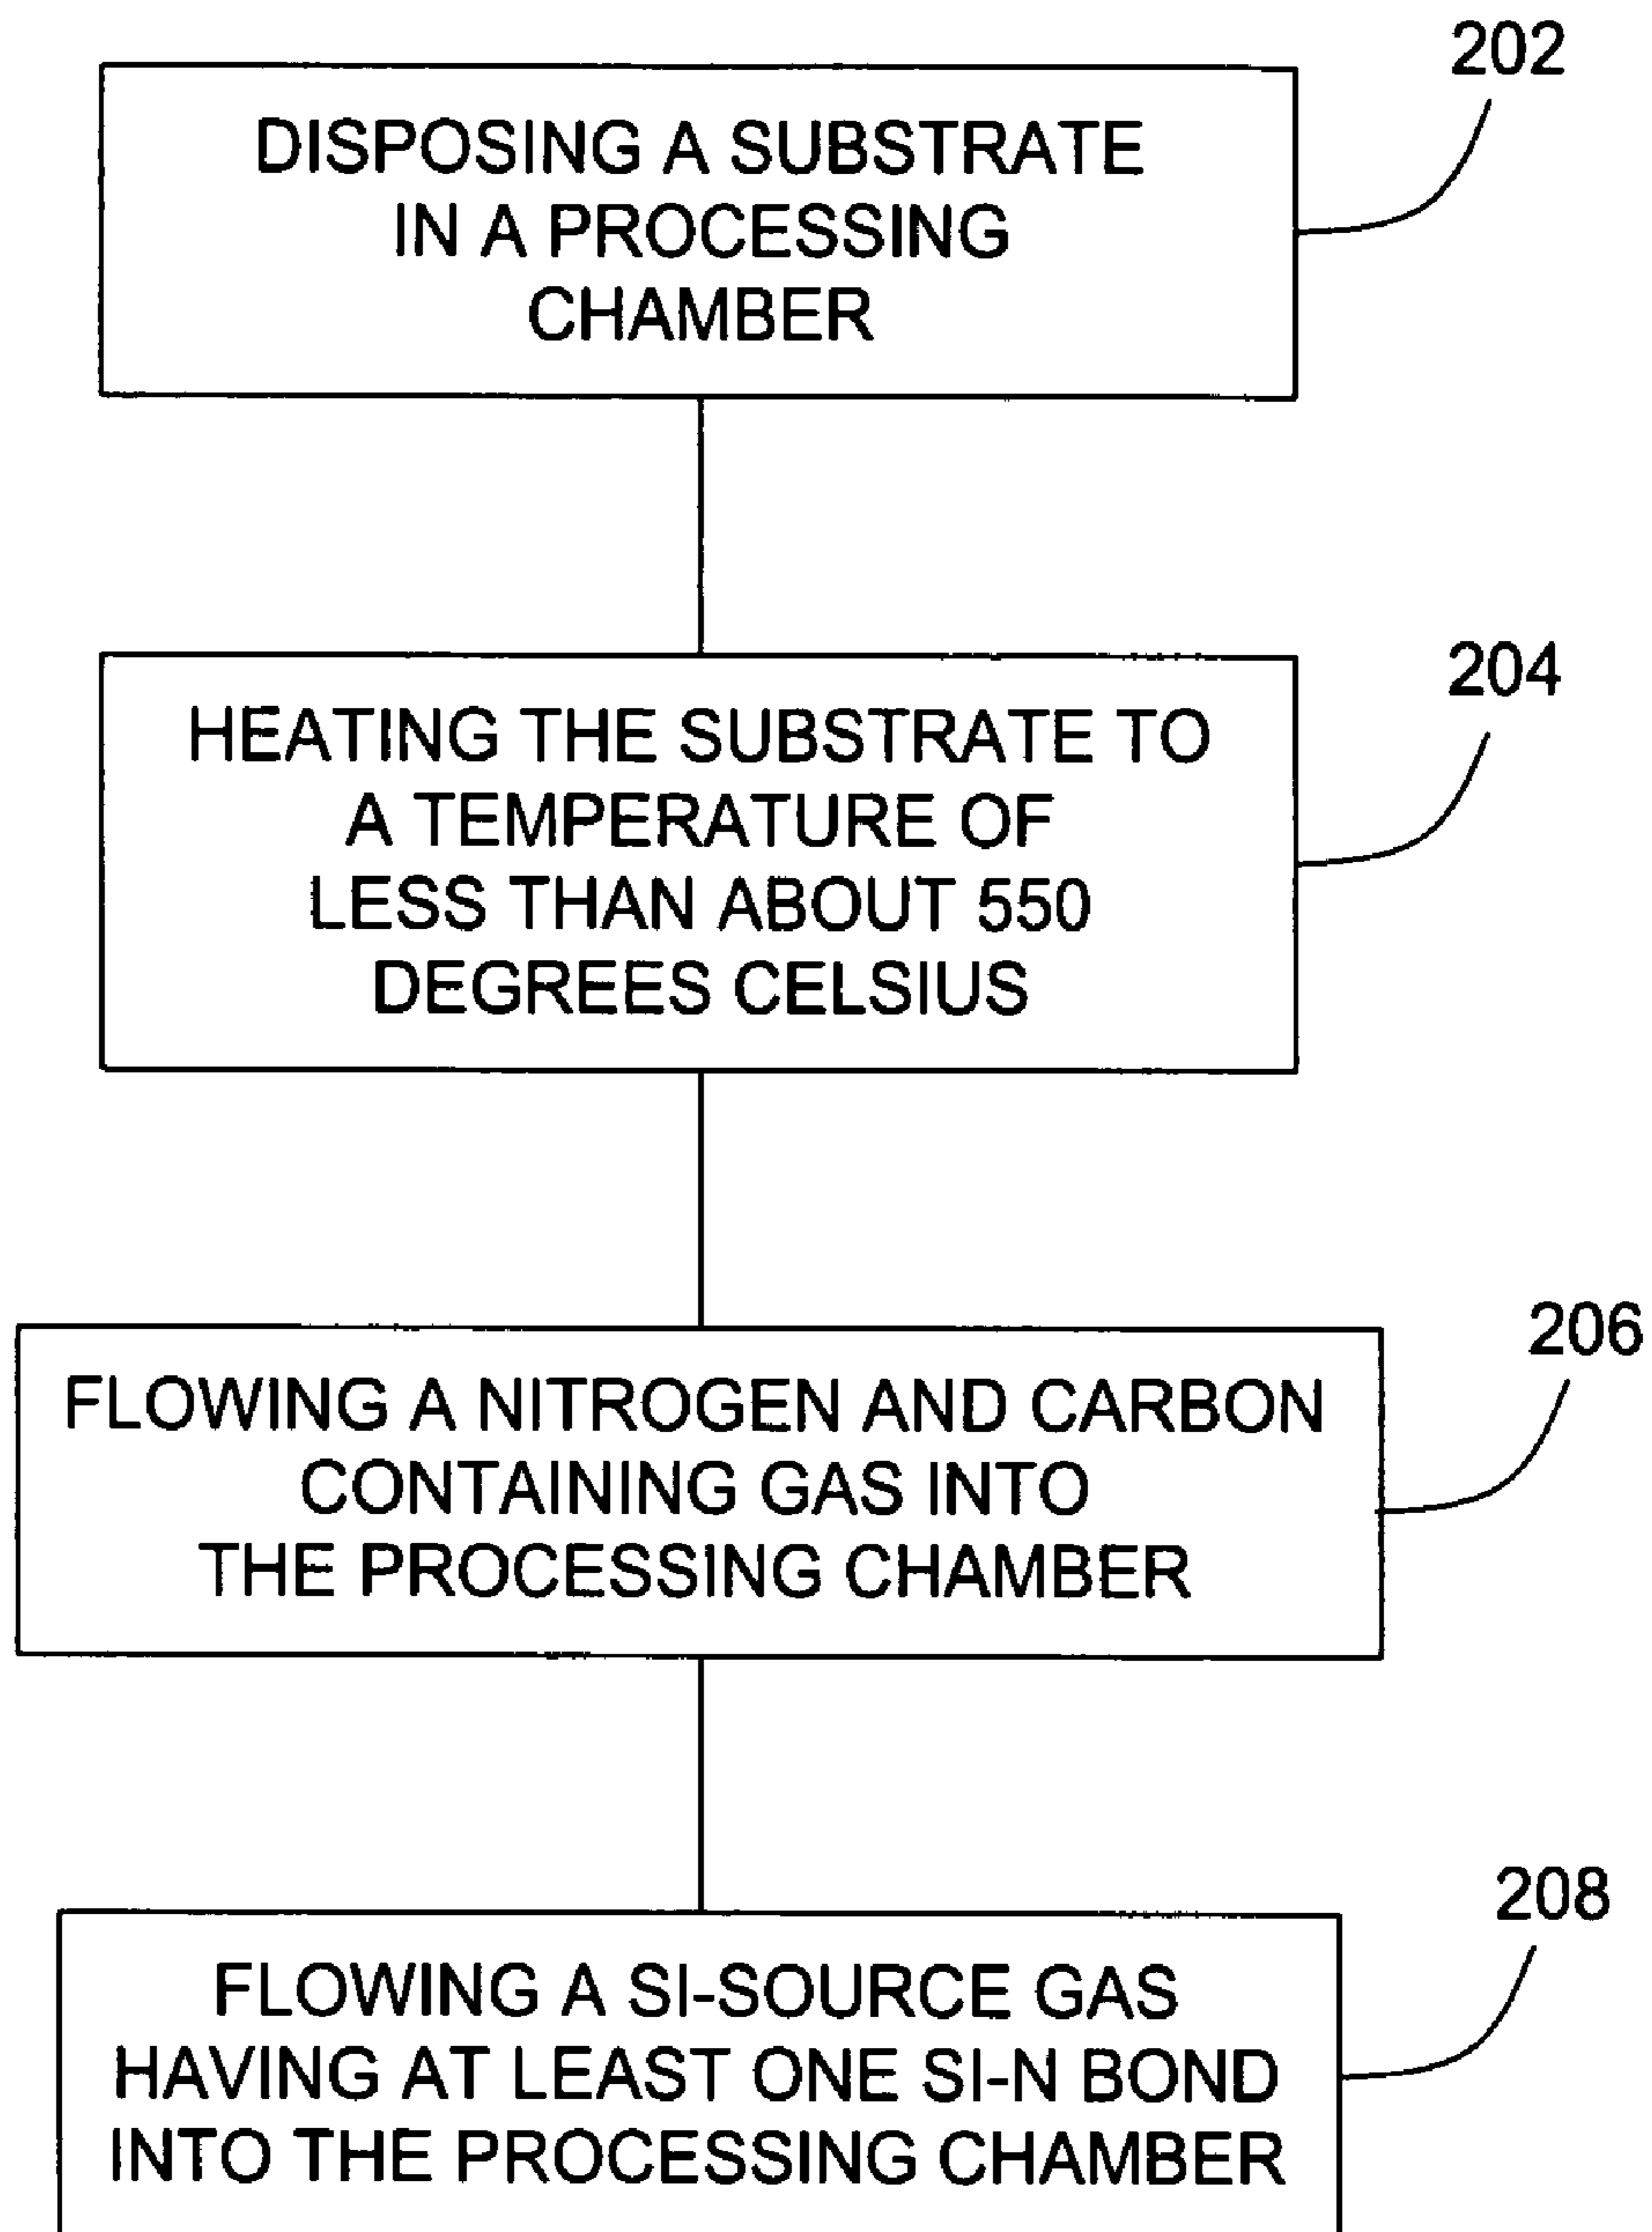 202
DISPOSING A SUBSTRATE
IN A PROCESSING
CHAMBER
204
HEATING THE SUBSTRATE TO
A TEMPERATURE OF
LESS THAN ABOUT 550
DEGREES CELSIUS
206
FLOWING A NITROGEN AND CARBON
CONTAINING GAS INTO
THE PROCESSING CHAMBER
208
FLOWING A SI-SOURCE GAS
HAVING AT LEAST ONE SI-N BOND
INTO THE PROCESSING CHAMBER